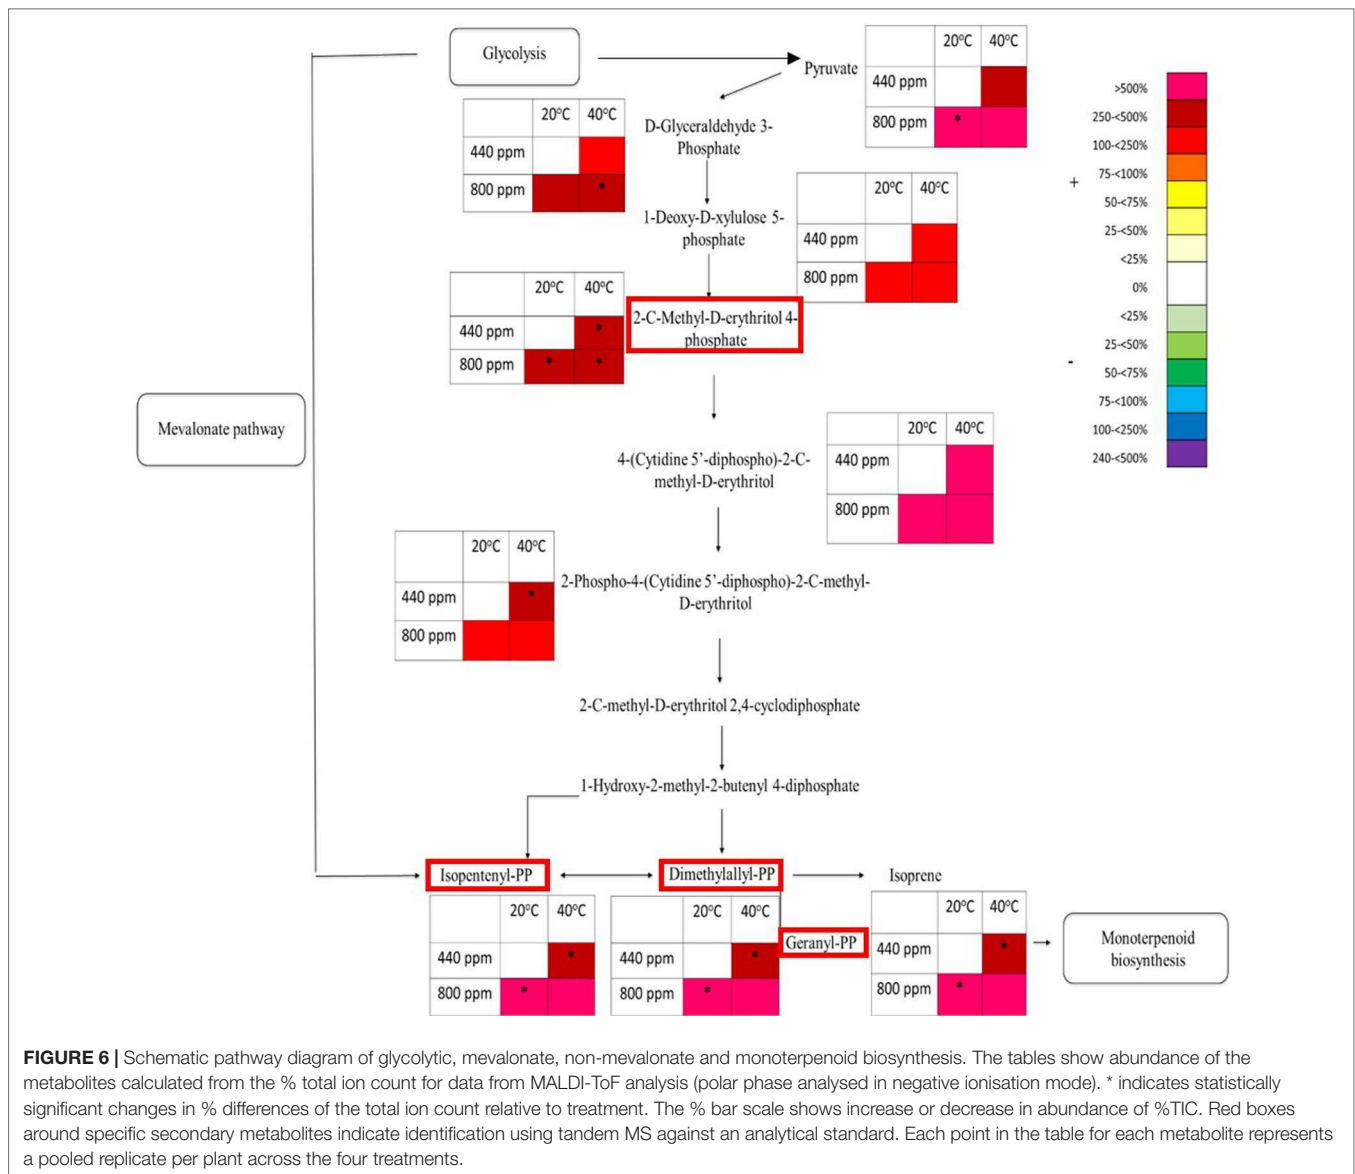 Glycolysis
Pyruvate
20°C 40°C
440 ppm
800 ppm *
>500%
250-<500%
100-<250%
75-<100%
+
50-<75%
25-<50%
<25%
0%
<25%
25-<50%
-
50-<75%
75-<100%
100-<250%
240-<500%
20°C 40°C
440 ppm
800 ppm *
D-Glyceraldehyde 3-
Phosphate
1-Deoxy-D-xylulose 5-
phosphate
20°C 40°C
440 ppm
800 ppm
20°C 40°C
440 ppm *
800 ppm * *
2-C-Methyl-D-erythritol 4-
phosphate
Mevalonate pathway
4-(Cytidine 5’-diphospho)-2-C-
methyl-D-erythritol
20°C 40°C
440 ppm
800 ppm
20°C 40°C
440 ppm *
800 ppm
2-Phospho-4-(Cytidine 5’-diphospho)-2-C-methyl-
D-erythritol
2-C-methyl-D-erythritol 2,4-cyclodiphosphate
1-Hydroxy-2-methyl-2-butenyl 4-diphosphate
Isopentenyl-PP
Dimethylallyl-PP
Isoprene
20°C 40°C
440 ppm *
800 ppm *
20°C 40°C
440 ppm *
800 ppm *
Geranyl-PP
20°C 40°C
440 ppm *
800 ppm *
Monoterpenoid
biosynthesis
FIGURE 6 | Schematic pathway diagram of glycolytic, mevalonate, non-mevalonate and monoterpenoid biosynthesis. The tables show abundance of the
metabolites calculated from the % total ion count for data from MALDI-ToF analysis (polar phase analysed in negative ionisation mode). * indicates statistically
significant changes in % differences of the total ion count relative to treatment. The % bar scale shows increase or decrease in abundance of %TIC. Red boxes
around specific secondary metabolites indicate identification using tandem MS against an analytical standard. Each point in the table for each metabolite represents
a pooled replicate per plant across the four treatments.